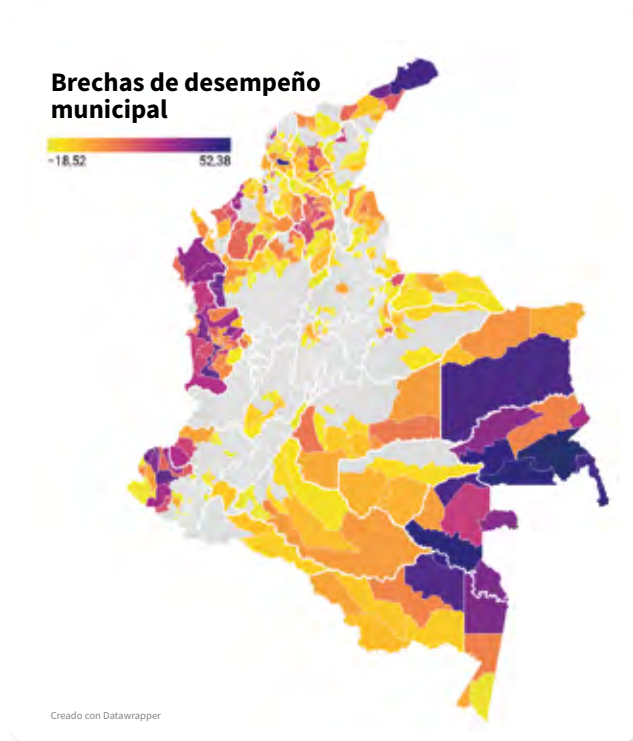 Brechas de desempeño
municipal
-18,52 52,38
Creado con Datawrapper